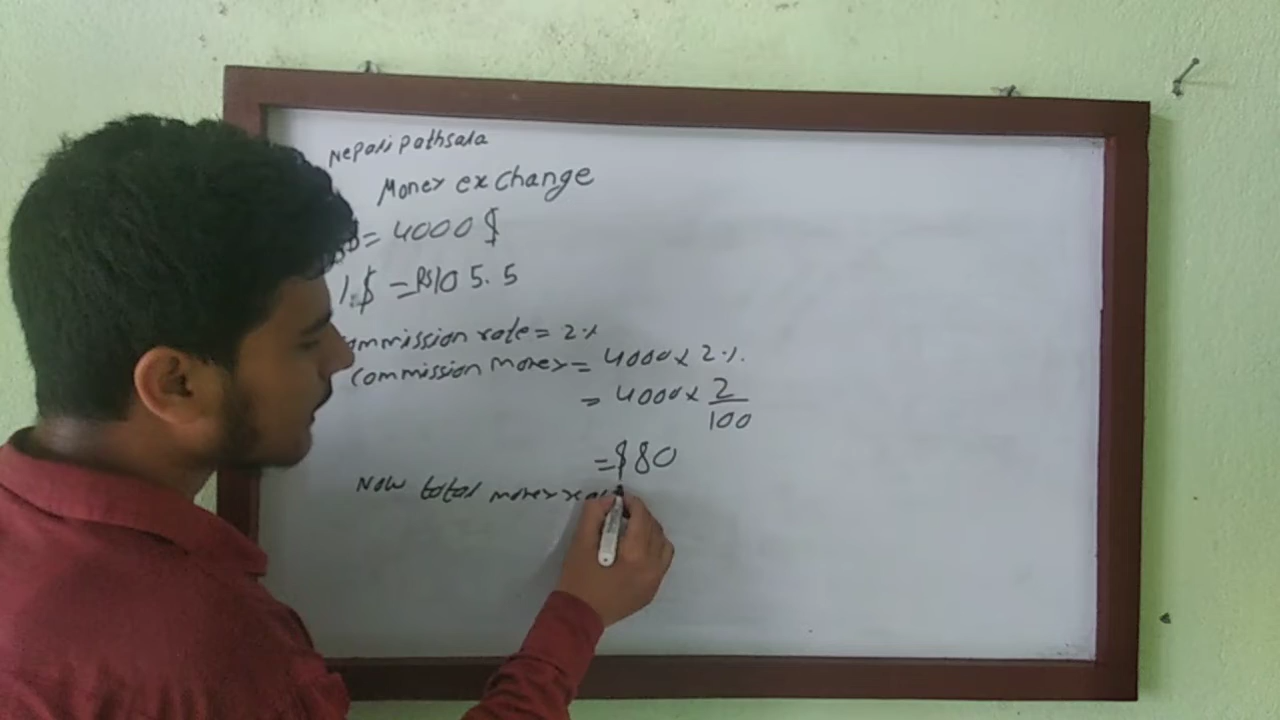 Nepali pathsala
Money exchange
= 4000 $
1.$ = Rs 105.5
ommission rate = 2%
Commission Money = 4000 x 2%.
= 4000 x 2/100
= $80
Now total money